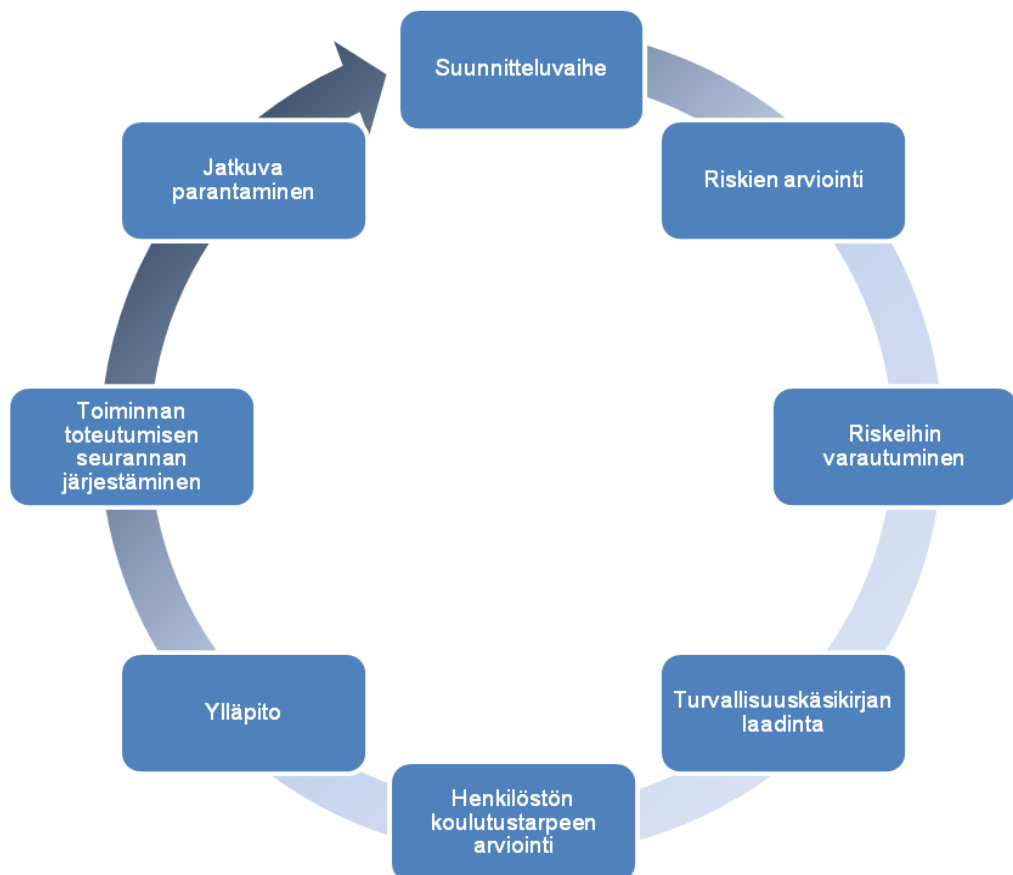 Suunnitteluvaihe
Riskien arviointi
Riskeihin
varautuminen
Turvallisuuskäsikirjan
laadinta
Henkilöstön
koulutustarpeen
arviointi
Ylläpito
Toiminnan
toteutumisen
seurannan
järjestäminen
Jatkuva
parantaminen